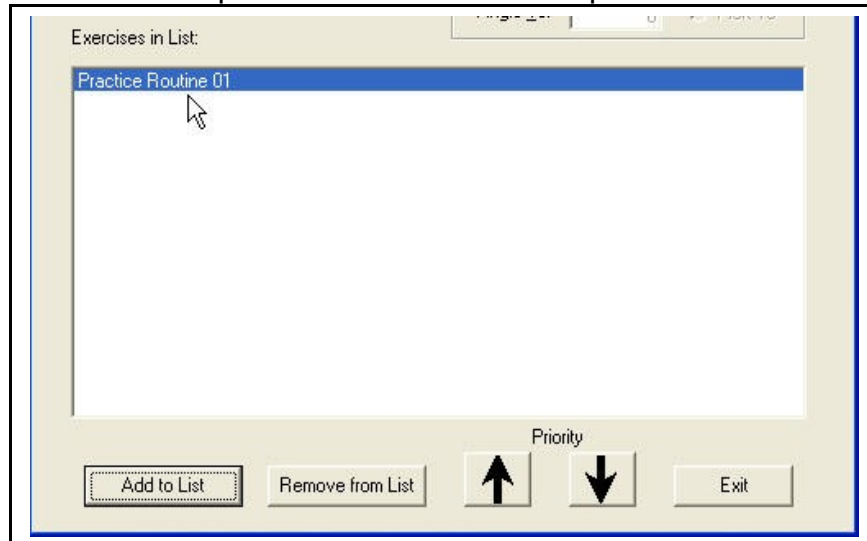 Exercises in List:
Practice Routine 01
Priority
Add to List
Remove from List
Exit